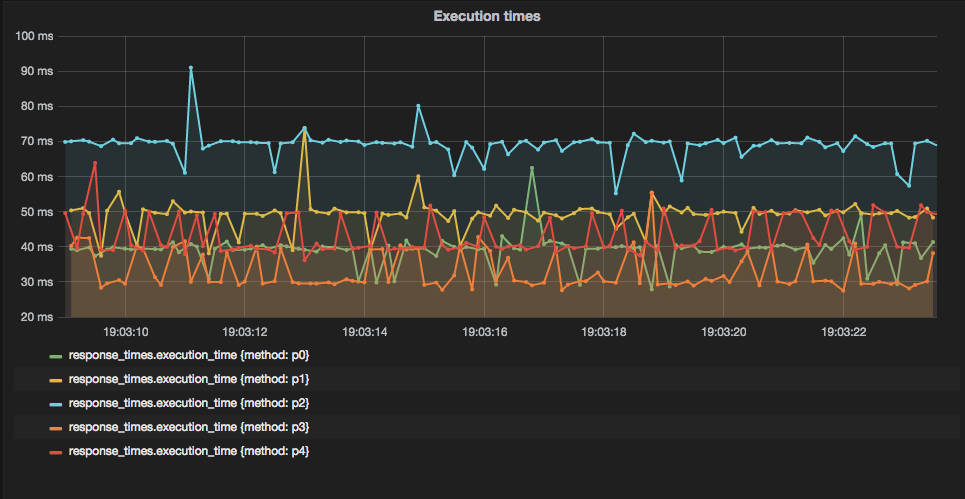 Execution times
100 ms
90 ms
80 ms
70 ms
60 ms
50 ms
40 ms
30 ms
20 ms
19:03:10 19:03:12 19:03:14 19:03:16 19:03:18 19:03:20 19:03:22
response_times.execution_time {method: p0}
response_times.execution_time {method: p1}
response_times.execution_time {method: p2}
response_times.execution_time {method: p3}
response_times.execution_time {method: p4}